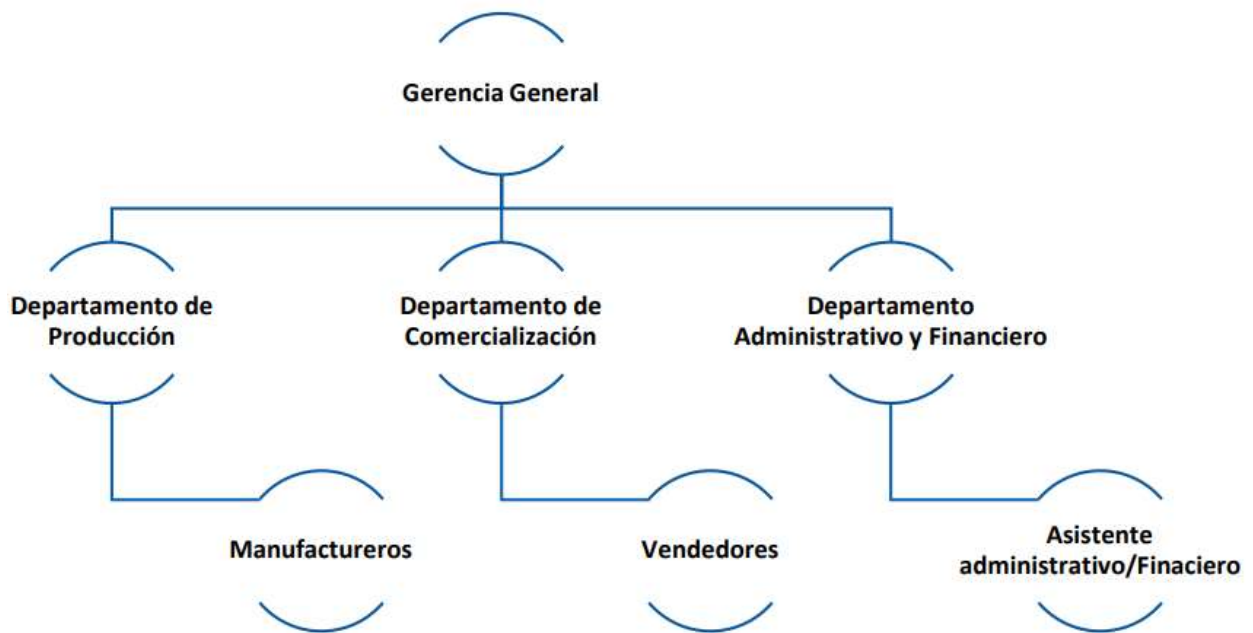 Gerencia General
Departamento de
Producción
Departamento de
Comercialización
Departamento
Administrativo y Financiero
Manufactureros
Vendedores
Asistente
administrativo/Finaciero